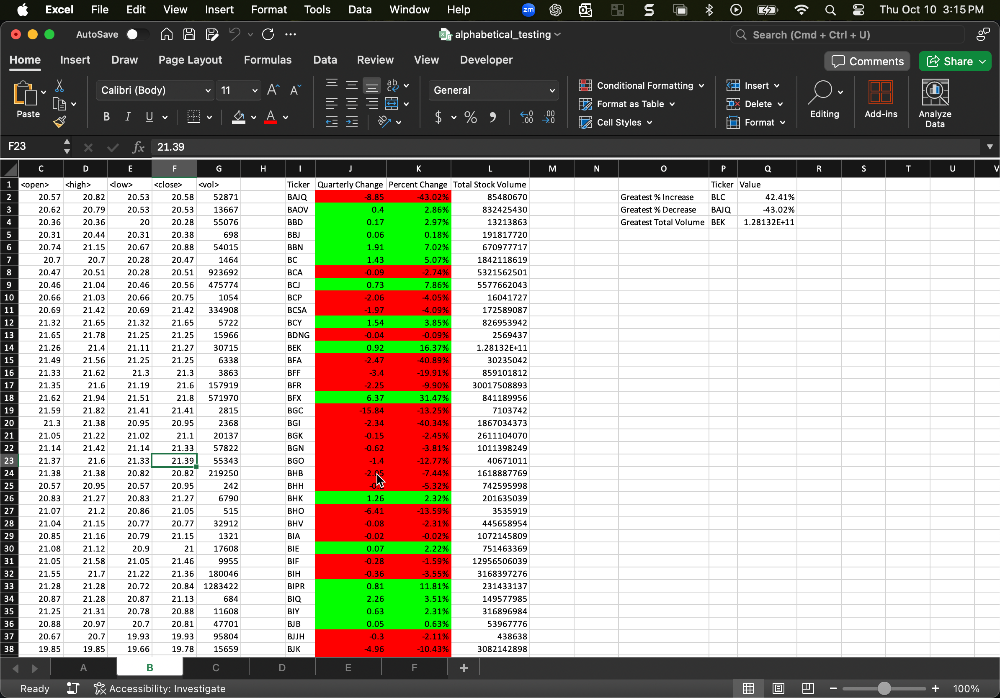 Excel File Edit View Insert Format Tools Data Window Help zm Thu Oct 10 3:15 PM
AutoSave alphabetical_testing Search (Cmd + Ctrl + U)
Home Insert Draw Page Layout Formulas Data Review View Developer Comments Share
Paste Calibri (Body) 11 General Conditional Formatting Format as Table Cell Styles Insert Delete Format Editing Add-ins Analyze Data
F23 fx 21.39
C D E F G H I J K L M N O P Q R S T U V
1 <open> <high> <low> <close> <vol> Ticker Quarterly Change Percent Change Total Stock Volume Ticker Value
2 20.57 20.82 20.53 20.58 52871 BAJQ -8.85 -43.02% 85480670 Greatest % Increase BLC 42.41%
3 20.62 20.79 20.53 20.53 13667 BAOV 0.4 2.86% 832425430 Greatest % Decrease BAJQ -43.02%
4 20.36 20.36 20 20.28 55076 BBD 0.17 2.97% 13213863 Greatest Total Volume BEK 1.28132E+11
5 20.31 20.44 20.31 20.38 698 BBJ 0.06 0.18% 191817720
6 20.74 21.15 20.67 20.88 54015 BBN 1.91 7.02% 670977717
7 20.7 20.7 20.28 20.47 1464 BC 1.43 5.07% 1842118619
8 20.47 20.51 20.28 20.51 923692 BCA -0.09 -2.74% 5321562501
9 20.46 21.04 20.46 20.56 475774 BCJ 0.73 7.86% 5577662043
10 20.66 21.03 20.66 20.75 1054 BCP -2.06 -4.05% 16041727
11 20.69 21.42 20.69 21.42 334908 BCSA -1.97 -4.09% 172589087
12 21.32 21.65 21.32 21.65 5722 BCY 1.54 3.85% 826953942
13 21.65 21.78 21.25 21.25 15966 BDNG -0.04 -0.09% 2569437
14 21.26 21.4 21.11 21.27 30715 BEK 0.92 16.37% 1.28132E+11
15 21.49 21.56 21.25 21.25 6338 BFA -2.47 -40.89% 30235042
16 21.33 21.62 21.3 21.3 3863 BFF -3.4 -19.91% 859101812
17 21.35 21.6 21.19 21.6 157919 BFR -2.25 -9.90% 30017508893
18 21.62 21.94 21.51 21.8 571970 BFX 6.37 31.47% 841189956
19 21.59 21.82 21.41 21.41 2815 BGC -15.84 -13.25% 7103742
20 21.3 21.38 20.95 20.95 2368 BGI -2.34 -40.34% 1867034373
21 21.05 21.22 21.02 21.1 20137 BGK -0.15 -2.45% 2611104070
22 21.14 21.42 21.14 21.33 57822 BGN -0.62 -3.81% 1011398249
23 21.37 21.6 21.33 21.39 55343 BGO -1.4 -12.77% 40671011
24 21.38 21.38 20.82 20.82 219250 BHB -2.05 -7.44% 1618887769
25 20.57 20.95 20.57 20.95 242 BHH -5.32% 742595998
26 20.83 21.27 20.83 21.27 6790 BHK 1.26 2.32% 201635039
27 21.07 21.2 20.86 21.05 515 BHO -6.41 -13.59% 3535919
28 21.04 21.15 20.77 20.77 32912 BHV -0.08 -2.31% 445658954
29 20.85 21.16 20.79 21.15 1321 BIA -0.02 -0.02% 1072145809
30 21.08 21.12 20.9 21 17608 BIE 0.07 2.22% 751463369
31 21.05 21.58 21.05 21.46 9955 BIF -0.28 -1.59% 12956506039
32 21.55 21.7 21.22 21.36 180046 BIH -0.36 -3.55% 3168397276
33 21.28 21.28 20.72 20.84 1283422 BIPR 0.81 11.81% 231433137
34 20.87 21.28 20.87 21.13 684 BIQ 2.26 3.51% 149577985
35 21.25 21.31 20.78 20.88 11608 BIY 0.63 2.31% 316896984
36 20.88 20.97 20.7 20.81 47701 BJB 0.05 0.63% 53967776
37 20.67 20.7 19.93 19.93 95804 BJJH -0.3 -2.11% 438638
38 19.85 19.85 19.66 19.78 15659 BJK -4.96 -10.43% 3082142898
A B C D E F +
Ready Accessibility: Investigate 100%